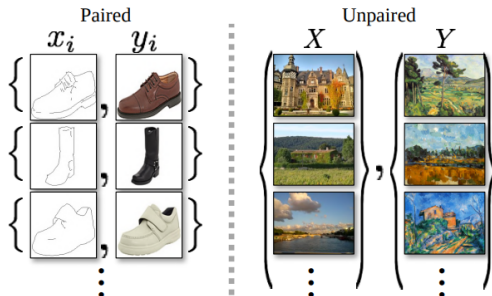 Paired
Unpaired
x_i y_i
X Y
{ , }
{ , }
{ , }
( , )
⋮ ⋮ ⋮ ⋮